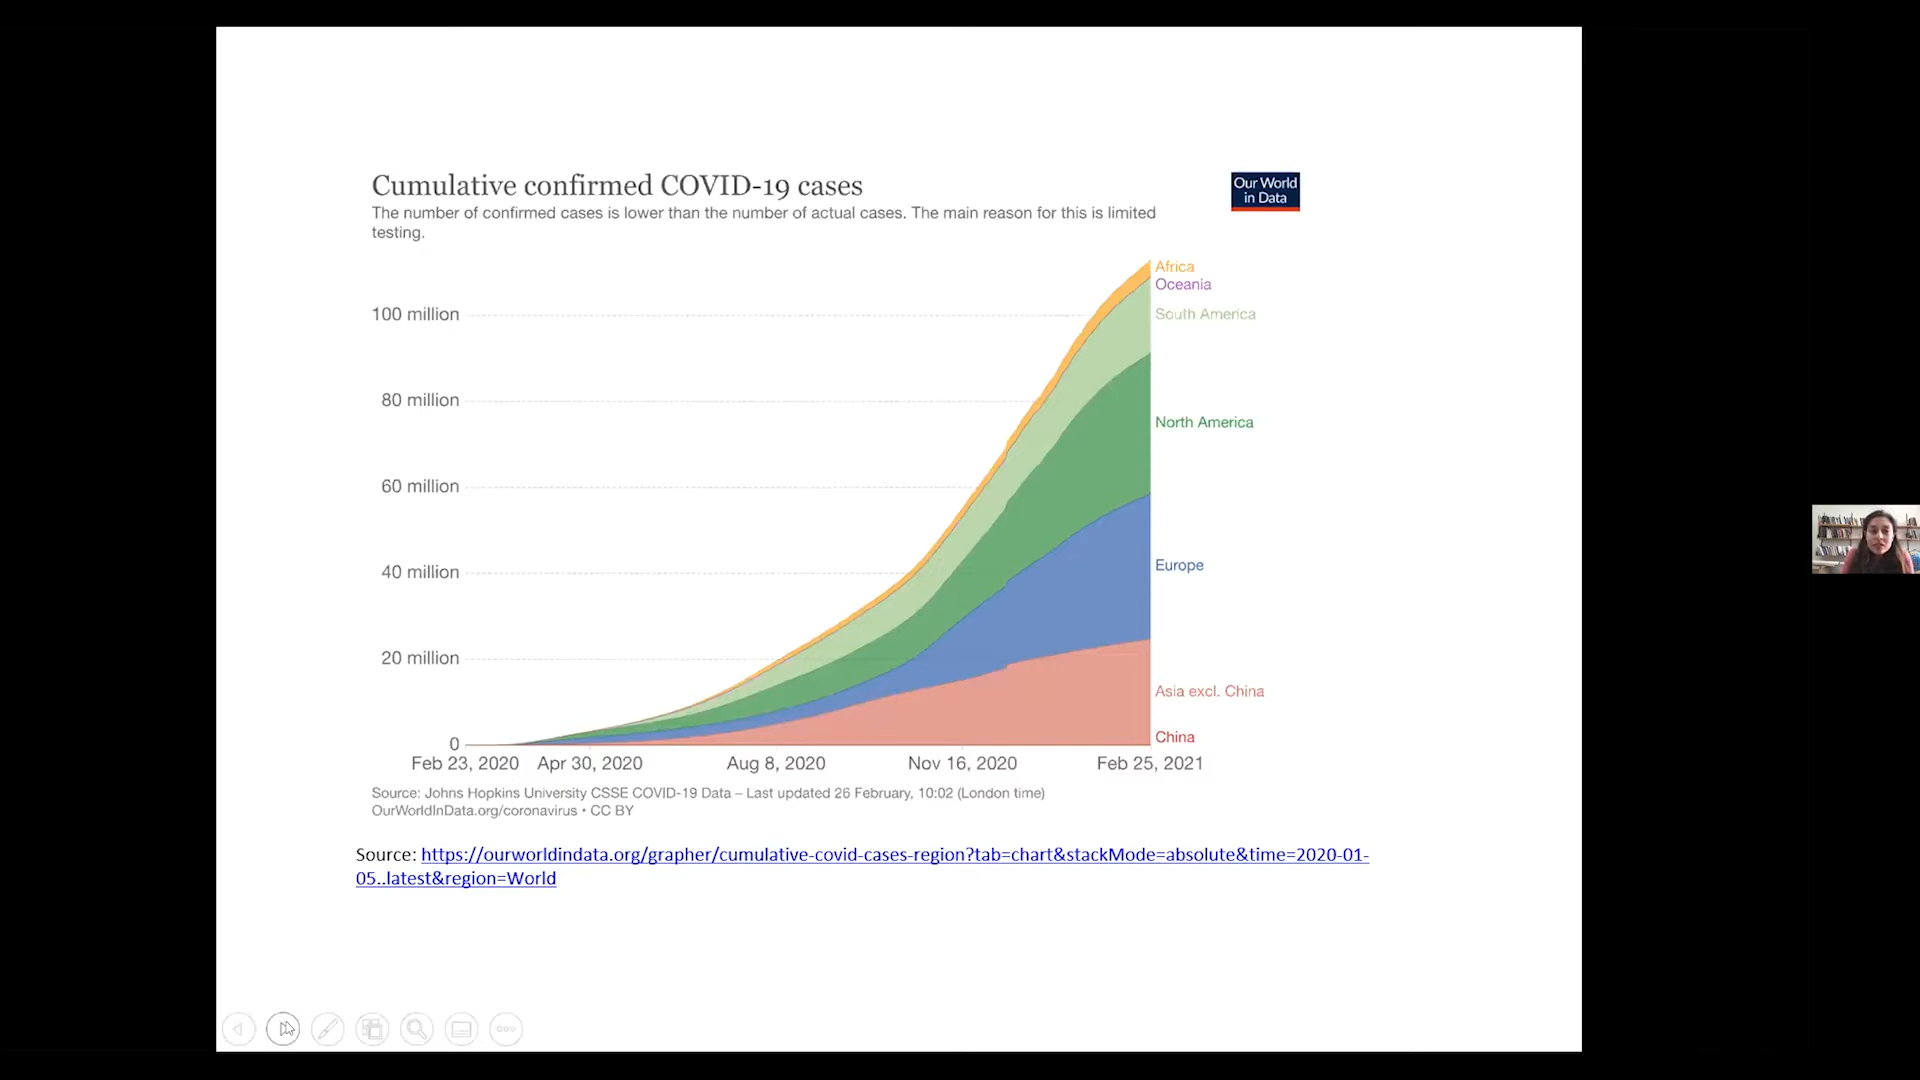 Cumulative confirmed COVID-19 cases
Our World
in Data
The number of confirmed cases is lower than the number of actual cases. The main reason for this is limited
testing.
Africa
Oceania
100 million
South America
80 million
North America
60 million
40 million
Europe
20 million
Asia excl. China
0
China
Feb 23, 2020 Apr 30, 2020 Aug 8, 2020 Nov 16, 2020 Feb 25, 2021
Source: Johns Hopkins University CSSE COVID-19 Data – Last updated 26 February, 10:02 (London time)
OurWorldInData.org/coronavirus • CC BY
Source: https://ourworldindata.org/grapher/cumulative-covid-cases-region?tab=chart&stackMode=absolute&time=2020-01-
05..latest&region=World